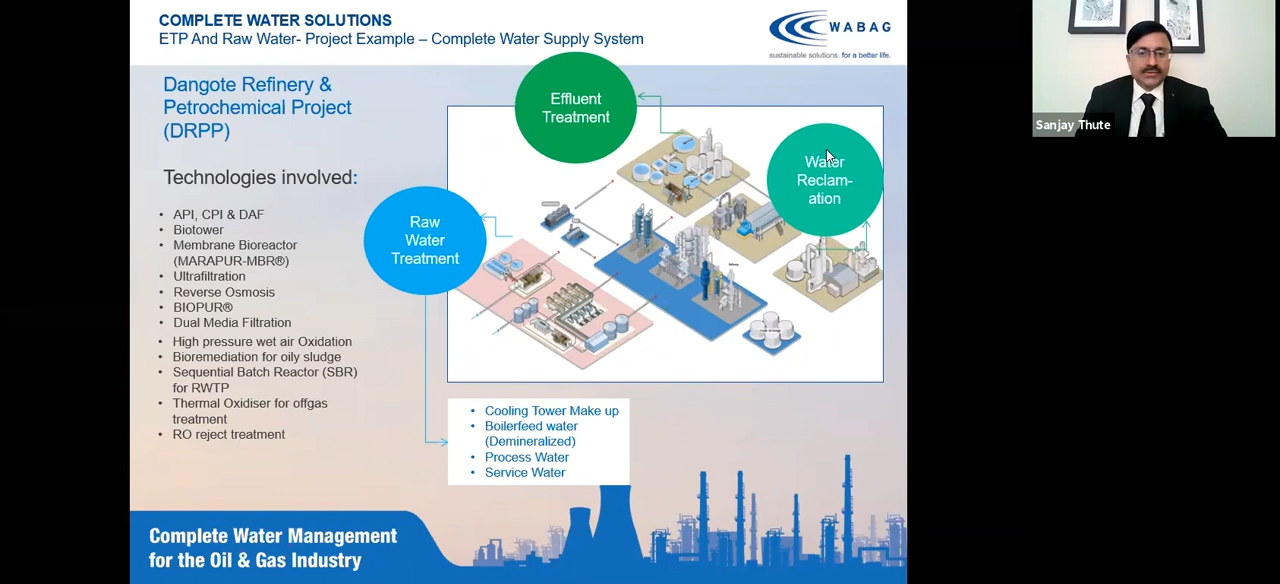 COMPLETE WATER SOLUTIONS
ETP And Raw Water- Project Example – Complete Water Supply System
WABAG
sustainable solutions. for a better life.
Sanjay Thute
Dangote Refinery &
Petrochemical Project
(DRPP)
Technologies involved:
• API, CPI & DAF
• Biotower
• Membrane Bioreactor
(MARAPUR-MBR®)
• Ultrafiltration
• Reverse Osmosis
• BIOPUR®
• Dual Media Filtration
• High pressure wet air Oxidation
• Bioremediation for oily sludge
• Sequential Batch Reactor (SBR)
for RWTP
• Thermal Oxidiser for offgas
treatment
• RO reject treatment
Effluent
Treatment
Water
Reclam-
ation
Raw
Water
Treatment
• Cooling Tower Make up
• Boilerfeed water
(Demineralized)
• Process Water
• Service Water
Complete Water Management
for the Oil & Gas Industry